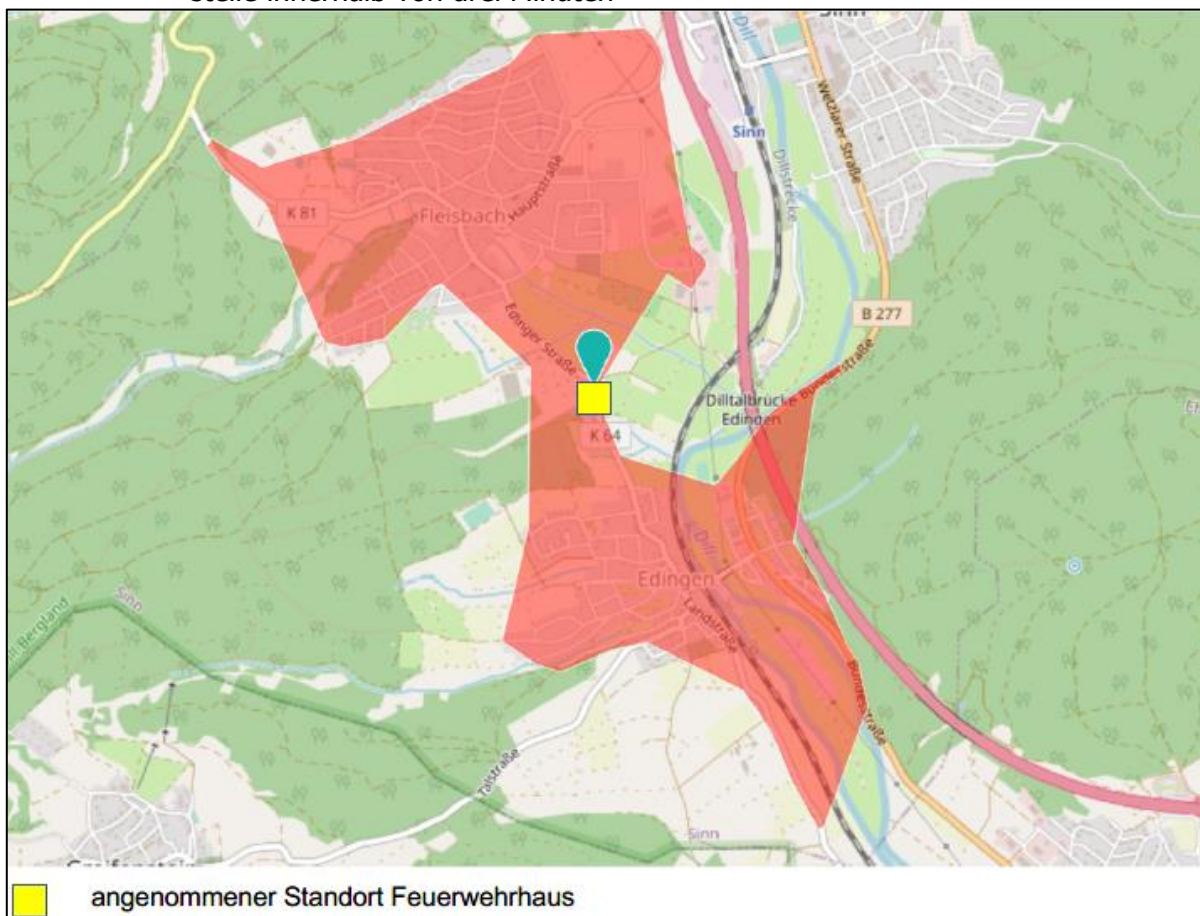 stelle innerhalb von drei Minuten
Sinn
Dill
Wetzlarer Straße
Sinn
Dillstrecke
K 81
Fleisbach
Hauptstraße
B 277
Edinger Straße
Dilltalbrücke
Edingen
Bundesstraße
K 64
Dill
Edingen
Landstraße
Sinn
Bergland
Bundesstraße
Talstraße
Sinn
Greifenstein
angenommener Standort Feuerwehrhaus